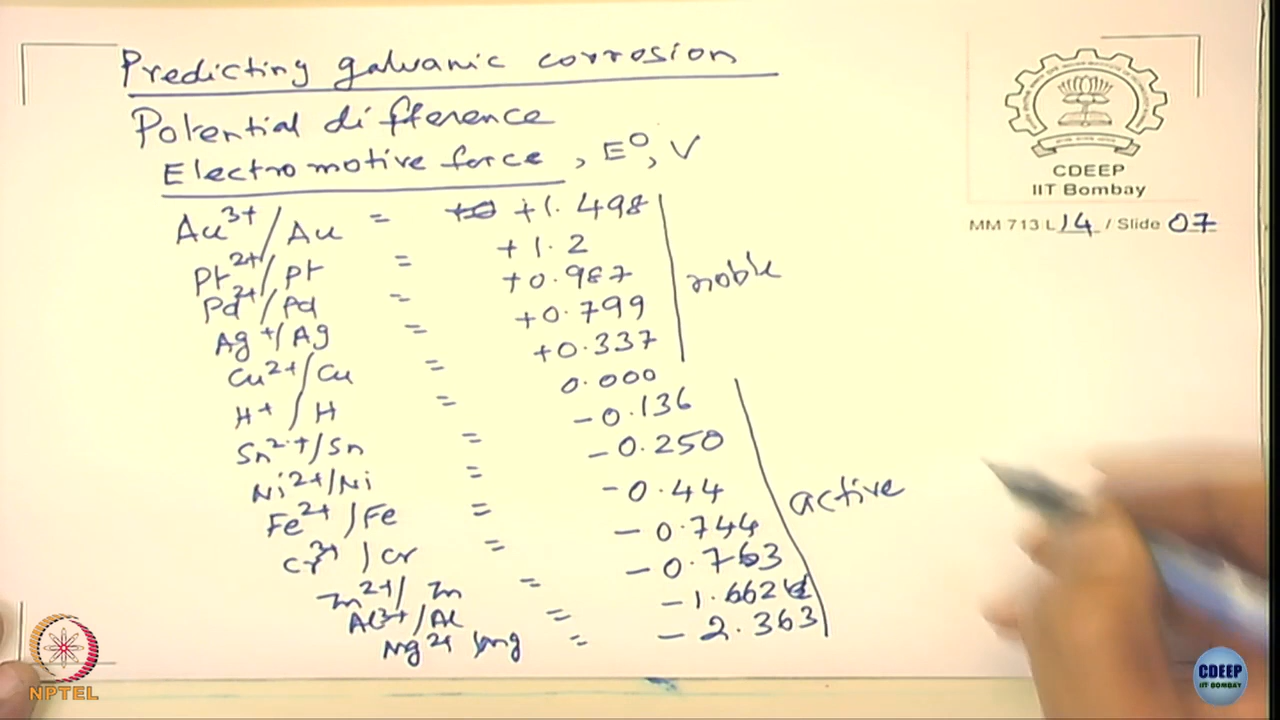 Predicting galvanic corrosion
Potential difference
Electromotive force, E⁰, V
Au³⁺/Au = +1.498
Pt²⁺/Pt = +1.2
Pd²⁺/Pd = +0.987
Ag⁺/Ag = +0.799
Cu²⁺/Cu = +0.337
noble
H⁺/H = 0.000
Sn²⁺/Sn = -0.136
Ni²⁺/Ni = -0.250
Fe²⁺/Fe = -0.44
Cr³⁺/Cr = -0.744
Zn²⁺/Zn = -0.763
Al³⁺/Al = -1.662
Mg²⁺/Mg = -2.363
active
CDEEP
IIT Bombay
MM 713 L14 / Slide 07
NPTEL
CDEEP
IIT BOMBAY